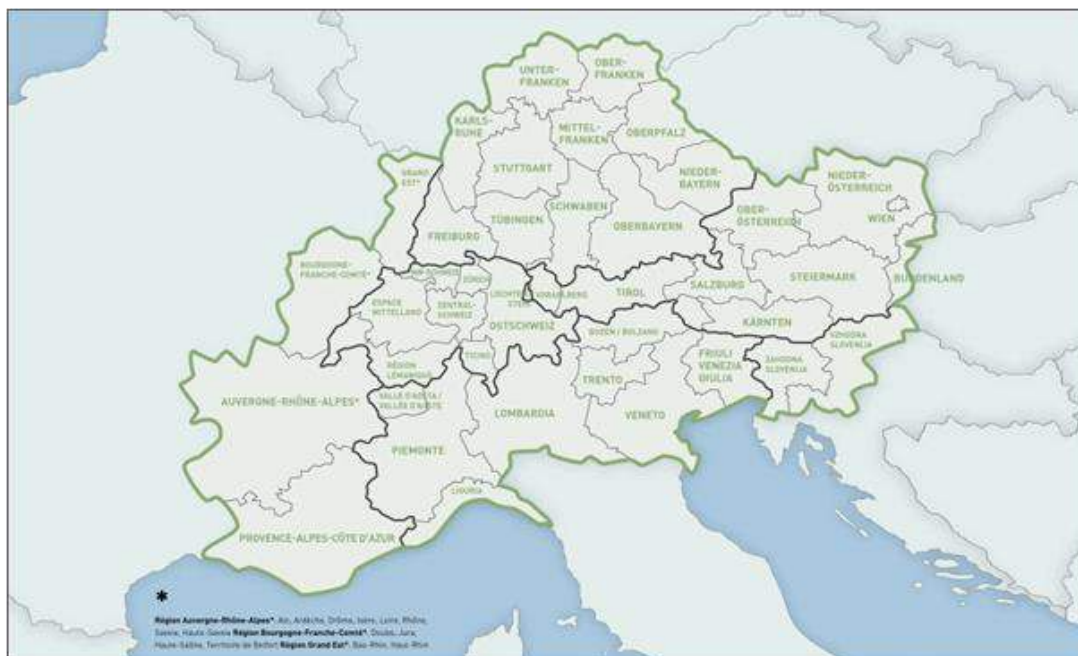 UNTER-
FRANKEN
OBER-
FRANKEN
KARLS-
RUHE
MITTEL-
FRANKEN
OBERPFALZ
GRAND
EST*
STUTTGART
NIEDER-
BAYERN
NIEDER-
ÖSTERREICH
SCHWABEN
TÜBINGEN
OBER-
ÖSTERREICH
WIEN
FREIBURG
OBERBAYERN
BOURGOGNE-
FRANCHE-COMTÉ*
ZÜRICH
STEIERMARK
BURGENLAND
SALZBURG
LIECHTEN-
STEIN
VORARLBERG
TIROL
ESPACE
MITTELLAND
ZENTRAL-
SCHWEIZ
OSTSCHWEIZ
KÄRNTEN
BOZEN / BOLZANO
VZHODNA
SLOVENIJA
TICINO
RÉGION
LÉMANIQUE
FRIULI
VENEZIA
GIULIA
ZAHODNA
SLOVENIJA
TRENTO
AUVERGNE-RHÔNE-ALPES*
VALLE D'AOSTA /
VALLÉE D'AOSTE
LOMBARDIA
VENETO
PIEMONTE
LIGURIA
PROVENCE-ALPES-CÔTE D'AZUR
*
Région Auvergne-Rhône-Alpes*: Ain, Ardèche, Drôme, Isère, Loire, Rhône,
Savoie, Haute-Savoie Région Bourgogne-Franche-Comté*: Doubs, Jura,
Haute-Saône, Territoire de Belfort Région Grand Est*: Bas-Rhin, Haut-Rhin